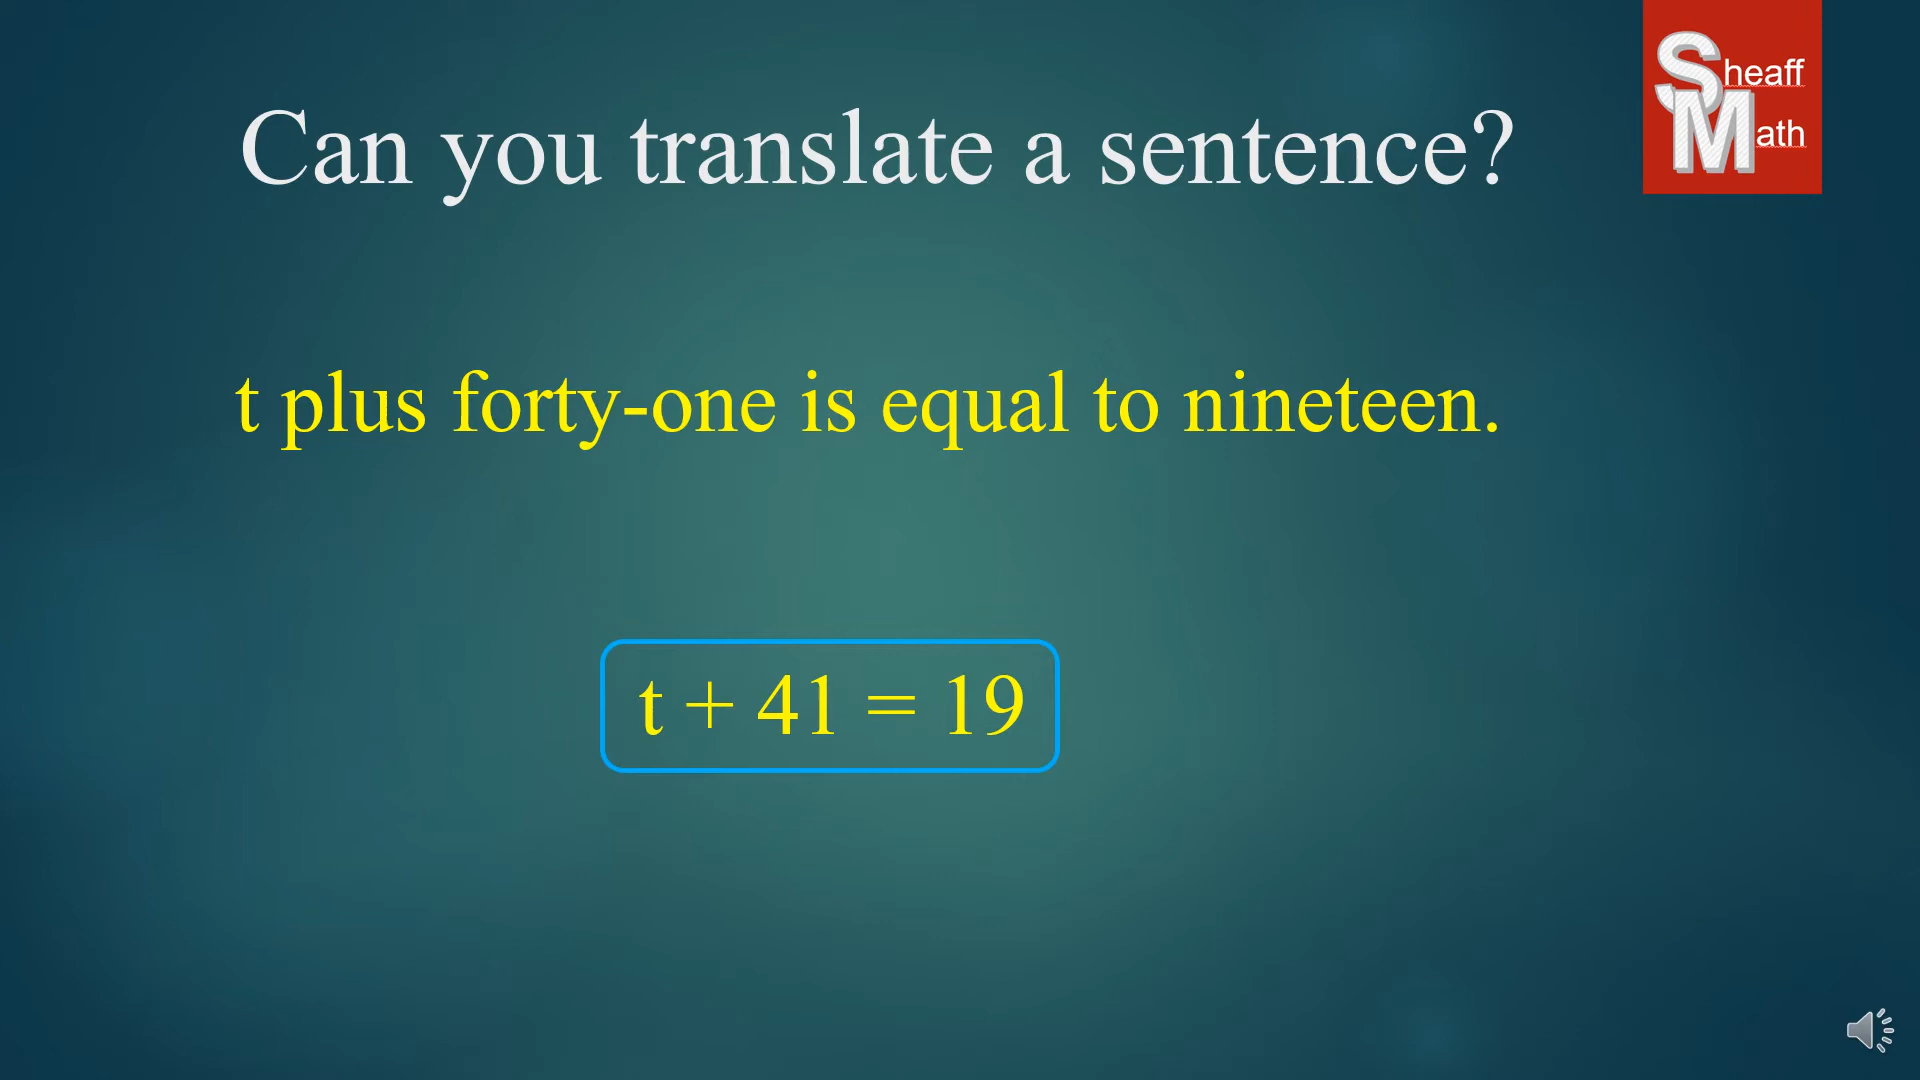 Can you translate a sentence?
Sheaff
Math
t plus forty-one is equal to nineteen.
t + 41 = 19